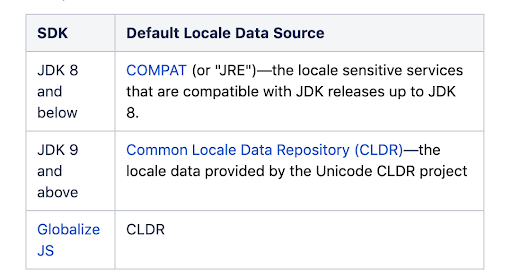 SDK
Default Locale Data Source
JDK 8
and
below
COMPAT (or "JRE")—the locale sensitive services
that are compatible with JDK releases up to JDK
8.
JDK 9
and
above
Common Locale Data Repository (CLDR)—the
locale data provided by the Unicode CLDR project
Globalize
JS
CLDR